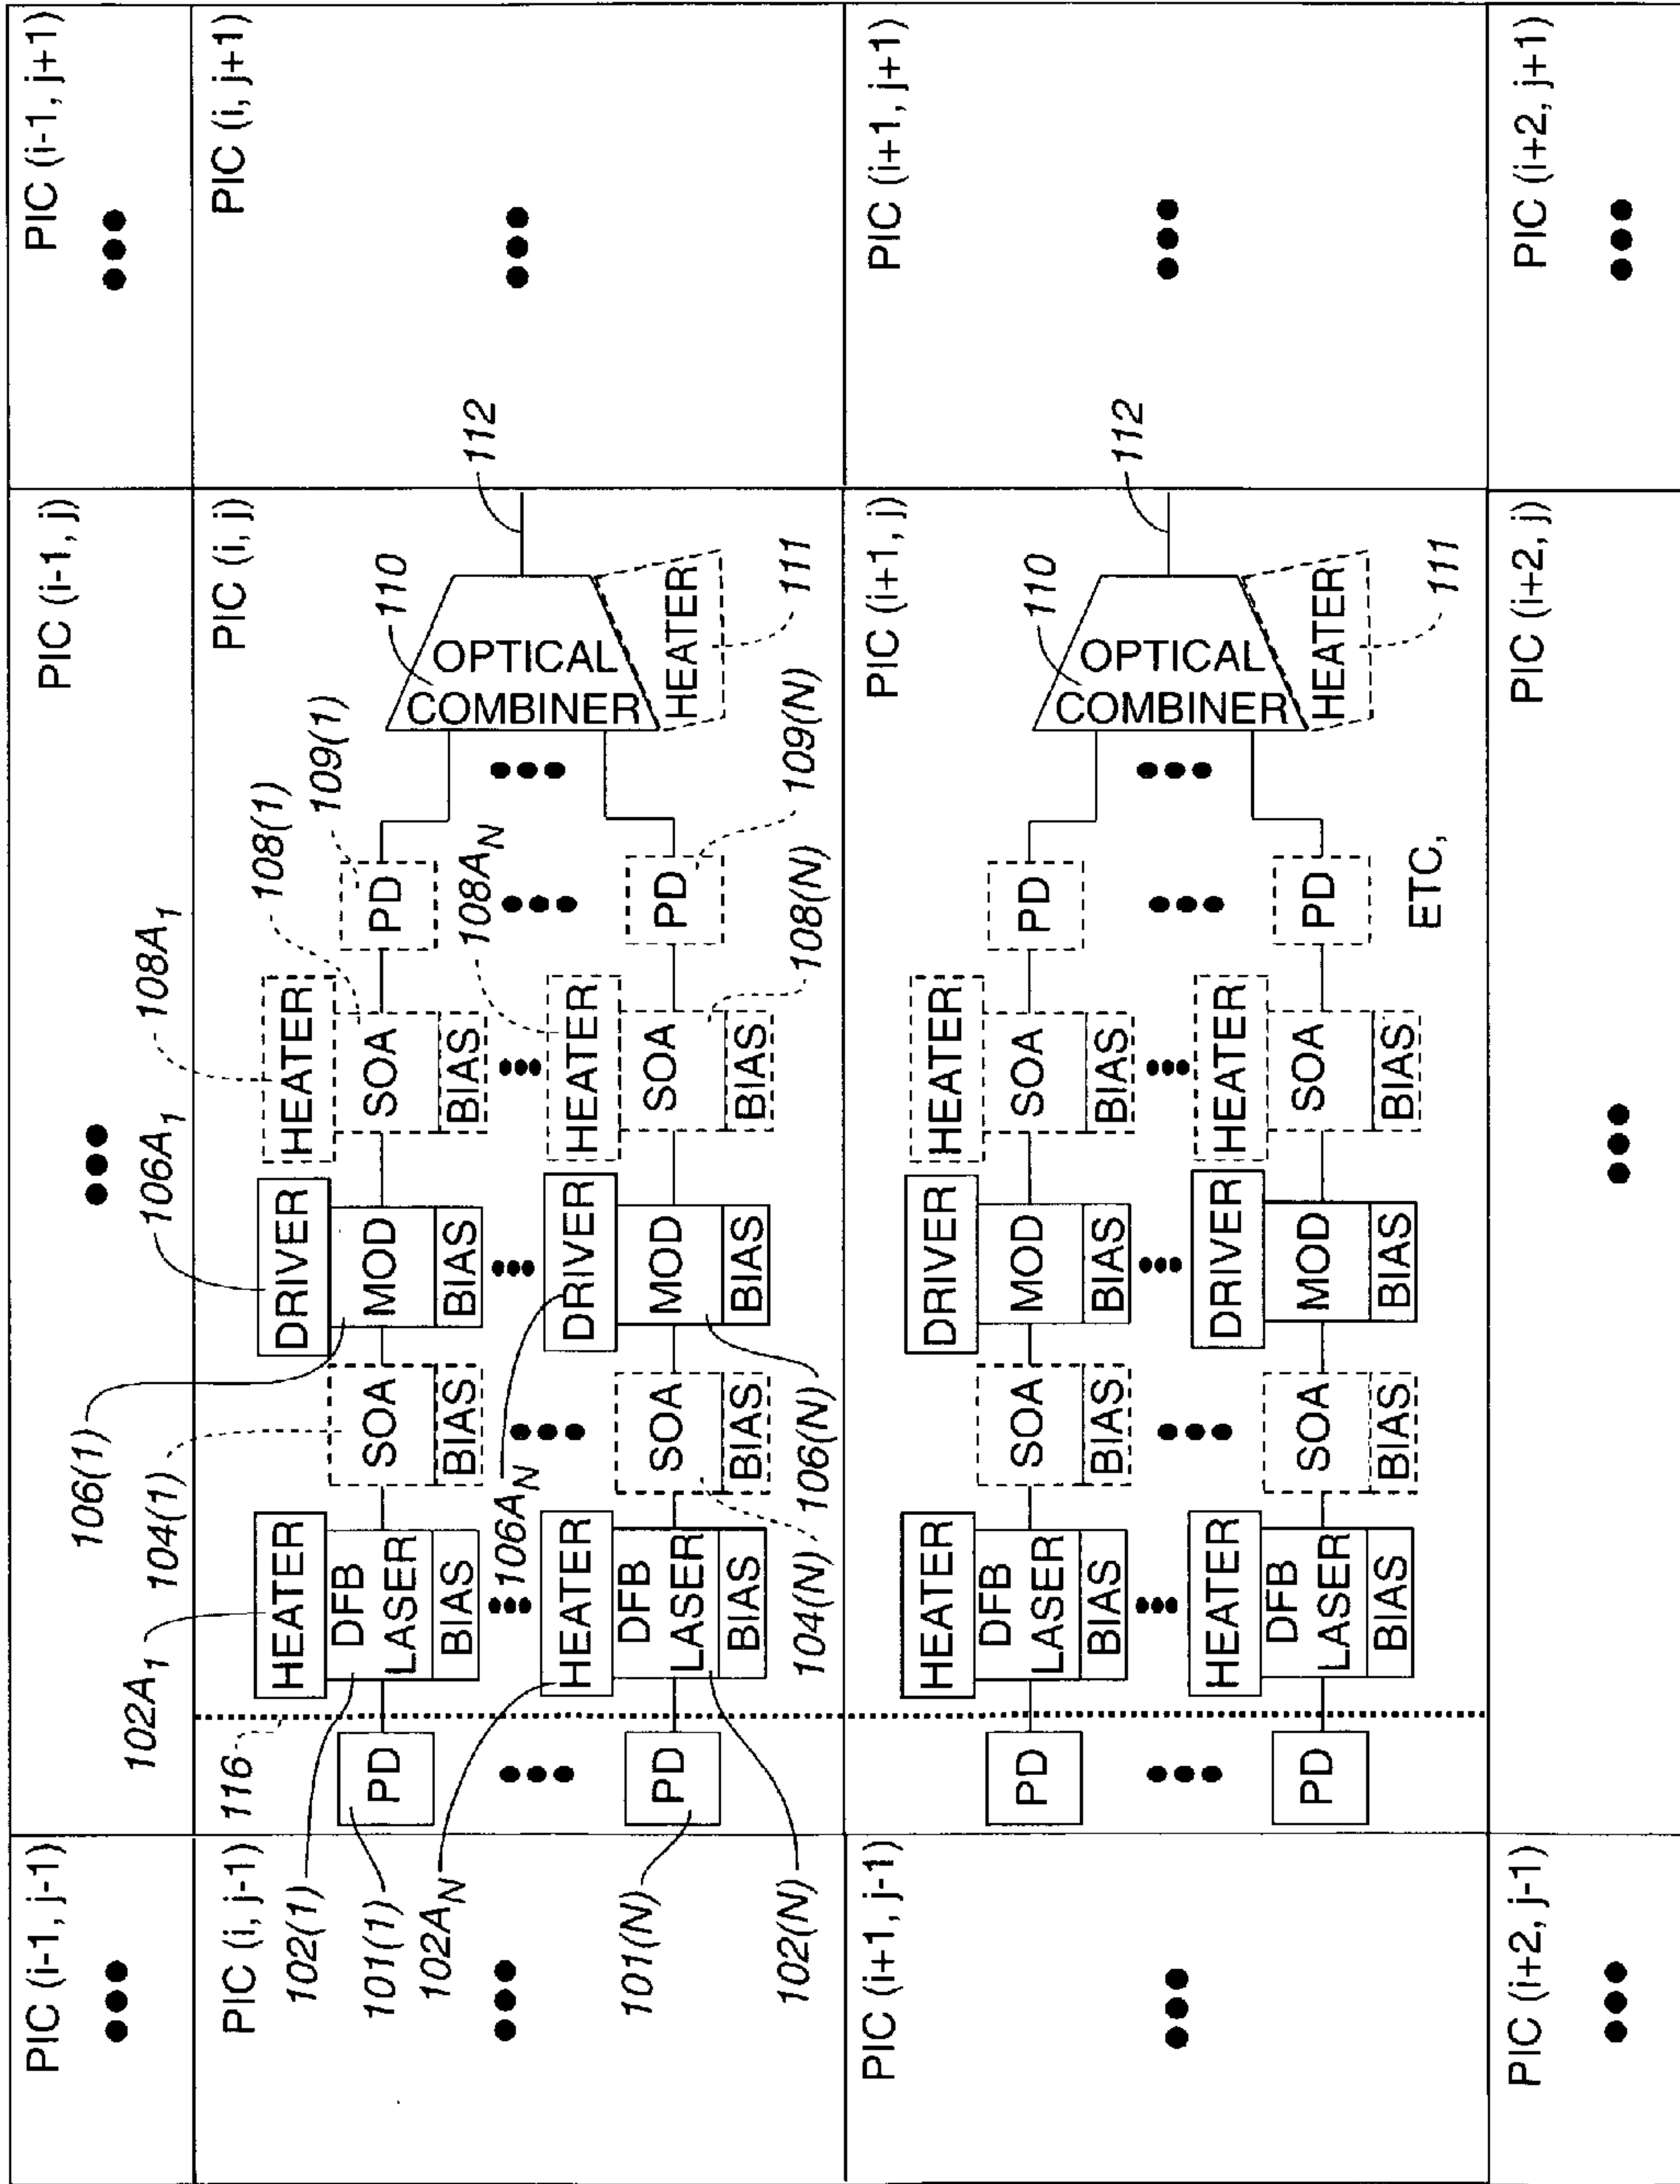 PIC (i-1, j-1)
PIC (i-1, j)
PIC (i-1, j+1)
106(1)
106A1
102A1
104(1)
108A1
108(1)
109(1)
116
PIC (i, j-1)
PIC (i, j)
PIC (i, j+1)
HEATER
DRIVER
HEATER
102(1)
110
112
PD
DFB
LASER
SOA
MOD
SOA
PD
101(1)
OPTICAL
COMBINER
BIAS
BIAS
BIAS
BIAS
102AN
106AN
108AN
HEATER
DRIVER
HEATER
HEATER
101(N)
PD
DFB
LASER
SOA
MOD
SOA
PD
111
BIAS
BIAS
BIAS
BIAS
102(N)
104(N)
106(N)
108(N)
109(N)
PIC (i+1, j-1)
PIC (i+1, j)
PIC (i+1, j+1)
HEATER
DRIVER
HEATER
110
112
PD
DFB
LASER
SOA
MOD
SOA
PD
OPTICAL
COMBINER
BIAS
BIAS
BIAS
BIAS
HEATER
DRIVER
HEATER
HEATER
PD
DFB
LASER
SOA
MOD
SOA
PD
BIAS
BIAS
BIAS
BIAS
111
ETC,
PIC (i+2, j-1)
PIC (i+2, j)
PIC (i+2, j+1)